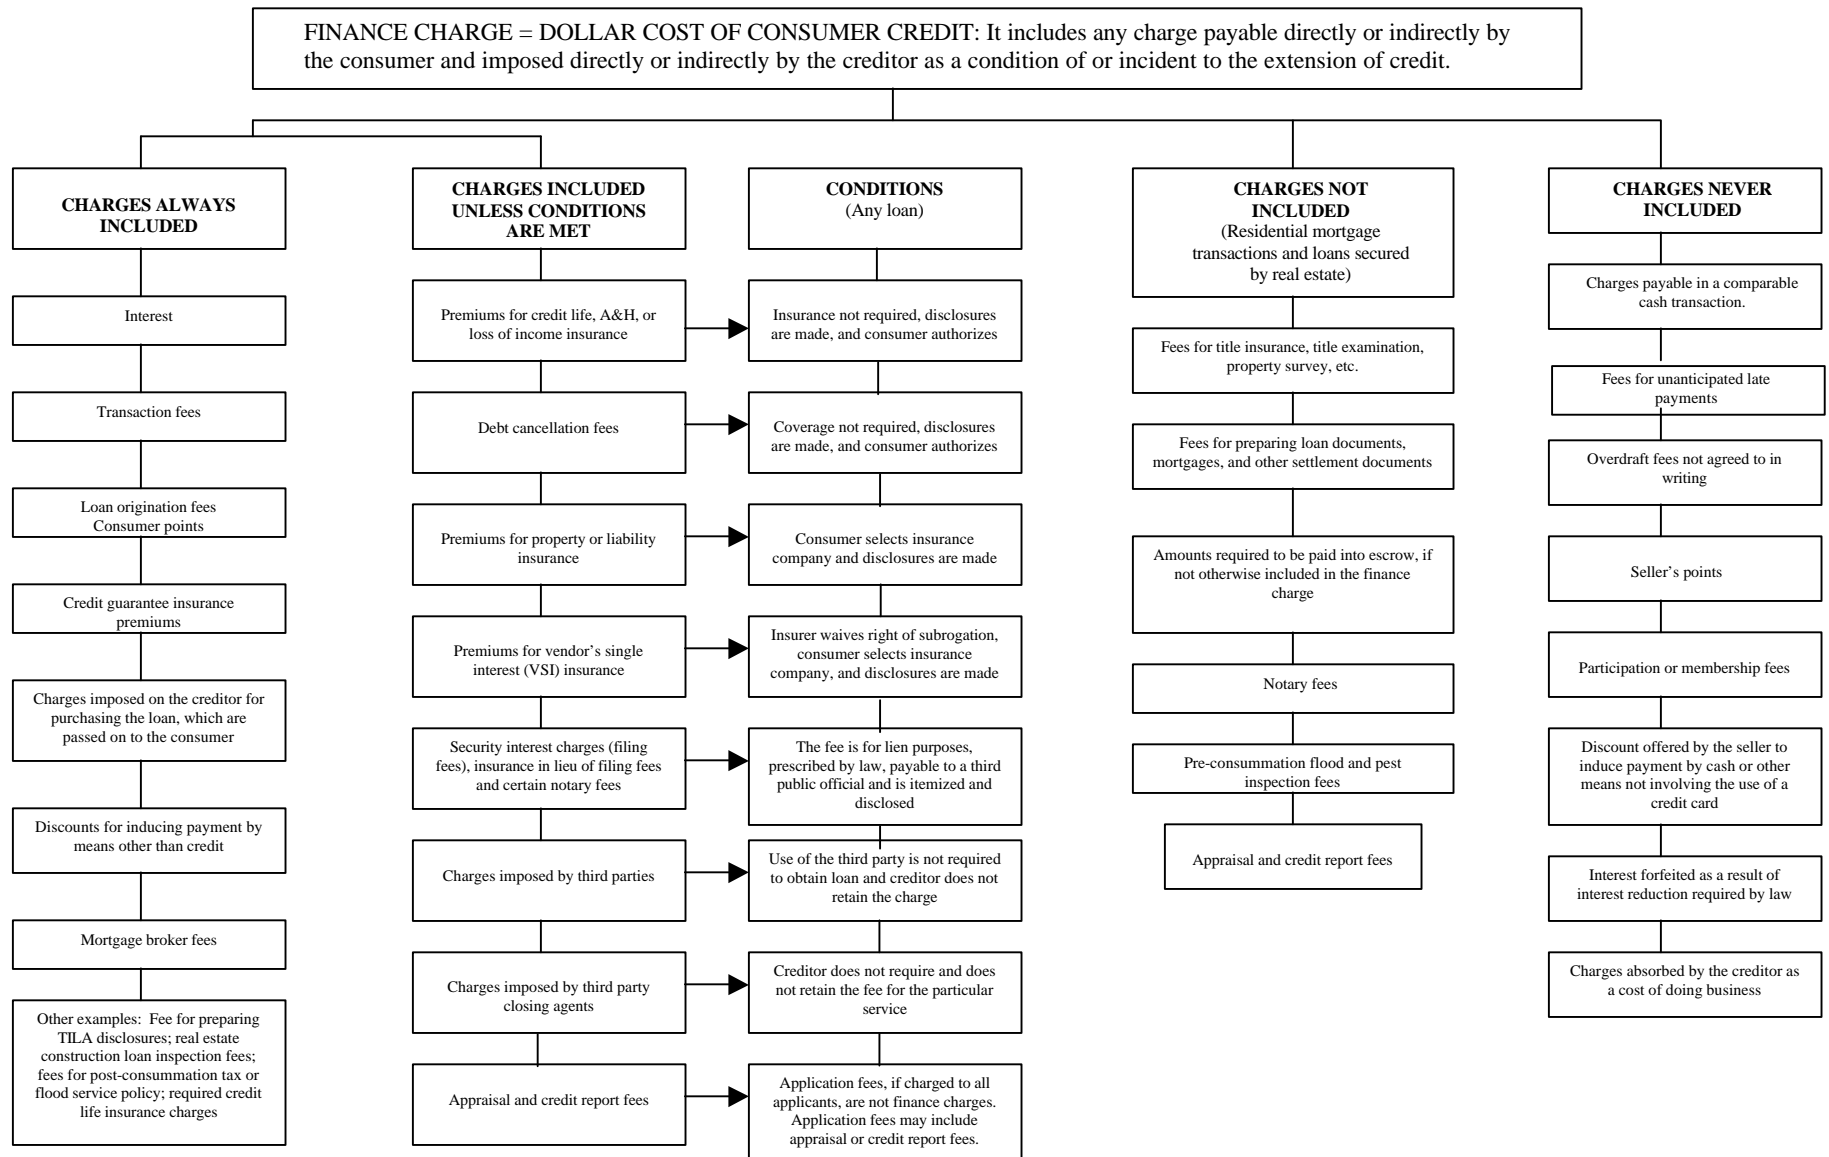 FINANCE CHARGE = DOLLAR COST OF CONSUMER CREDIT: It includes any charge payable directly or indirectly by
the consumer and imposed directly or indirectly by the creditor as a condition of or incident to the extension of credit.
CHARGES ALWAYS
INCLUDED
Interest
Transaction fees
Loan origination fees
Consumer points
Credit guarantee insurance
premiums
Charges imposed on the creditor for
purchasing the loan, which are
passed on to the consumer
Discounts for inducing payment by
means other than credit
Mortgage broker fees
Other examples: Fee for preparing
TILA disclosures; real estate
construction loan inspection fees;
fees for post-consummation tax or
flood service policy; required credit
life insurance charges
CHARGES INCLUDED
UNLESS CONDITIONS
ARE MET
CONDITIONS
(Any loan)
Premiums for credit life, A&H, or
loss of income insurance
Insurance not required, disclosures
are made, and consumer authorizes
Debt cancellation fees
Coverage not required, disclosures
are made, and consumer authorizes
Premiums for property or liability
insurance
Consumer selects insurance
company and disclosures are made
Premiums for vendor’s single
interest (VSI) insurance
Insurer waives right of subrogation,
consumer selects insurance
company, and disclosures are made
Security interest charges (filing
fees), insurance in lieu of filing fees
and certain notary fees
The fee is for lien purposes,
prescribed by law, payable to a third
public official and is itemized and
disclosed
Charges imposed by third parties
Use of the third party is not required
to obtain loan and creditor does not
retain the charge
Charges imposed by third party
closing agents
Creditor does not require and does
not retain the fee for the particular
service
Appraisal and credit report fees
Application fees, if charged to all
applicants, are not finance charges.
Application fees may include
appraisal or credit report fees.
CHARGES NOT
INCLUDED
(Residential mortgage
transactions and loans secured
by real estate)
Fees for title insurance, title examination,
property survey, etc.
Fees for preparing loan documents,
mortgages, and other settlement documents
Amounts required to be paid into escrow, if
not otherwise included in the finance
charge
Notary fees
Pre-consummation flood and pest
inspection fees
Appraisal and credit report fees
CHARGES NEVER
INCLUDED
Charges payable in a comparable
cash transaction.
Fees for unanticipated late
payments
Overdraft fees not agreed to in
writing
Seller’s points
Participation or membership fees
Discount offered by the seller to
induce payment by cash or other
means not involving the use of a
credit card
Interest forfeited as a result of
interest reduction required by law
Charges absorbed by the creditor as
a cost of doing business